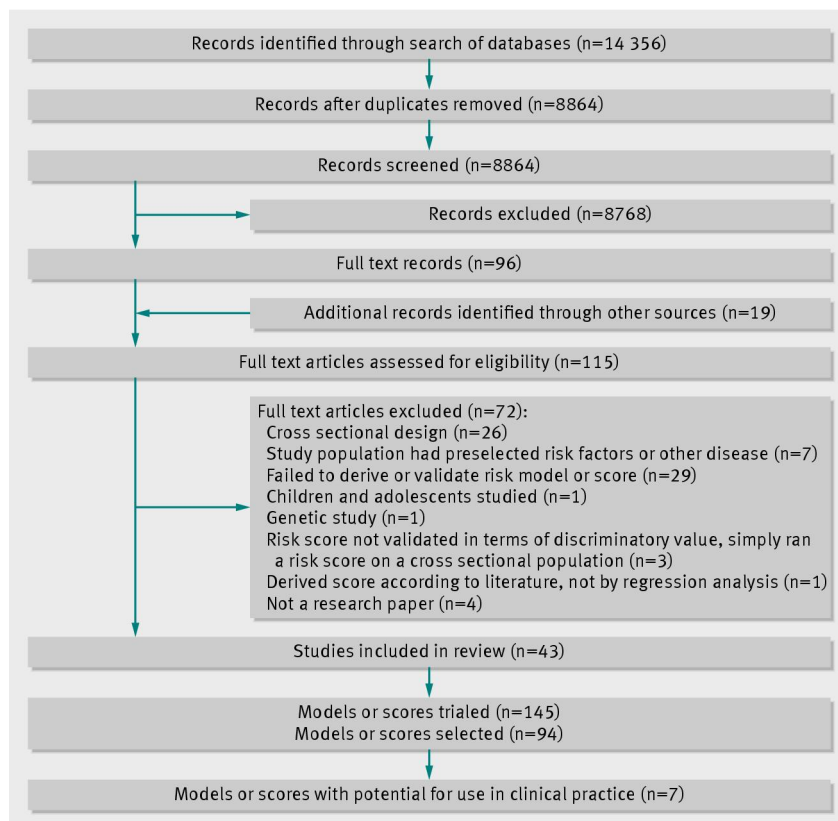 Records identified through search of databases (n=14 356)
Records after duplicates removed (n=8864)
Records screened (n=8864)
Records excluded (n=8768)
Full text records (n=96)
Additional records identified through other sources (n=19)
Full text articles assessed for eligibility (n=115)
Full text articles excluded (n=72):
Cross sectional design (n=26)
Study population had preselected risk factors or other disease (n=7)
Failed to derive or validate risk model or score (n=29)
Children and adolescents studied (n=1)
Genetic study (n=1)
Risk score not validated in terms of discriminatory value, simply ran
a risk score on a cross sectional population (n=3)
Derived score according to literature, not by regression analysis (n=1)
Not a research paper (n=4)
Studies included in review (n=43)
Models or scores trialed (n=145)
Models or scores selected (n=94)
Models or scores with potential for use in clinical practice (n=7)